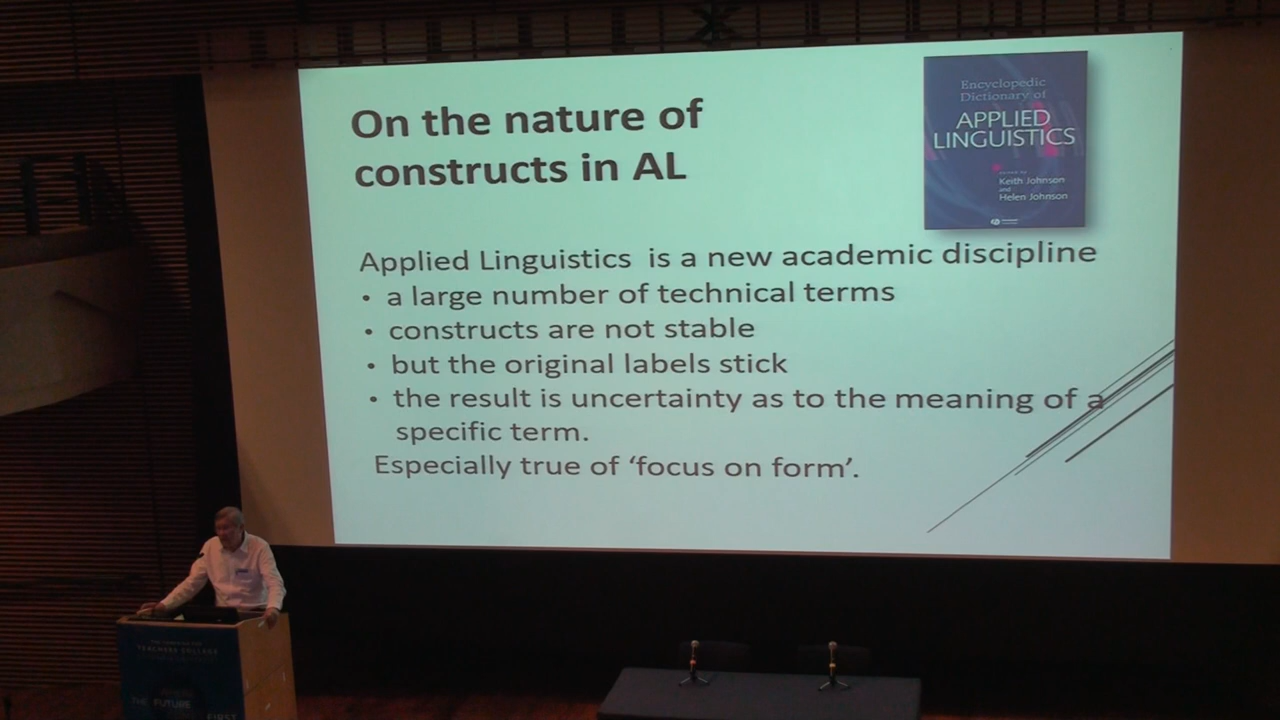 On the nature of
constructs in AL
Encyclopedic
Dictionary of
APPLIED
LINGUISTICS
Keith Johnson
and
Helen Johnson
Applied Linguistics is a new academic discipline
• a large number of technical terms
• constructs are not stable
• but the original labels stick
• the result is uncertainty as to the meaning of a
specific term.
Especially true of ‘focus on form’.
TEACHERS COLLEGE
THE FUTURE
FIRST